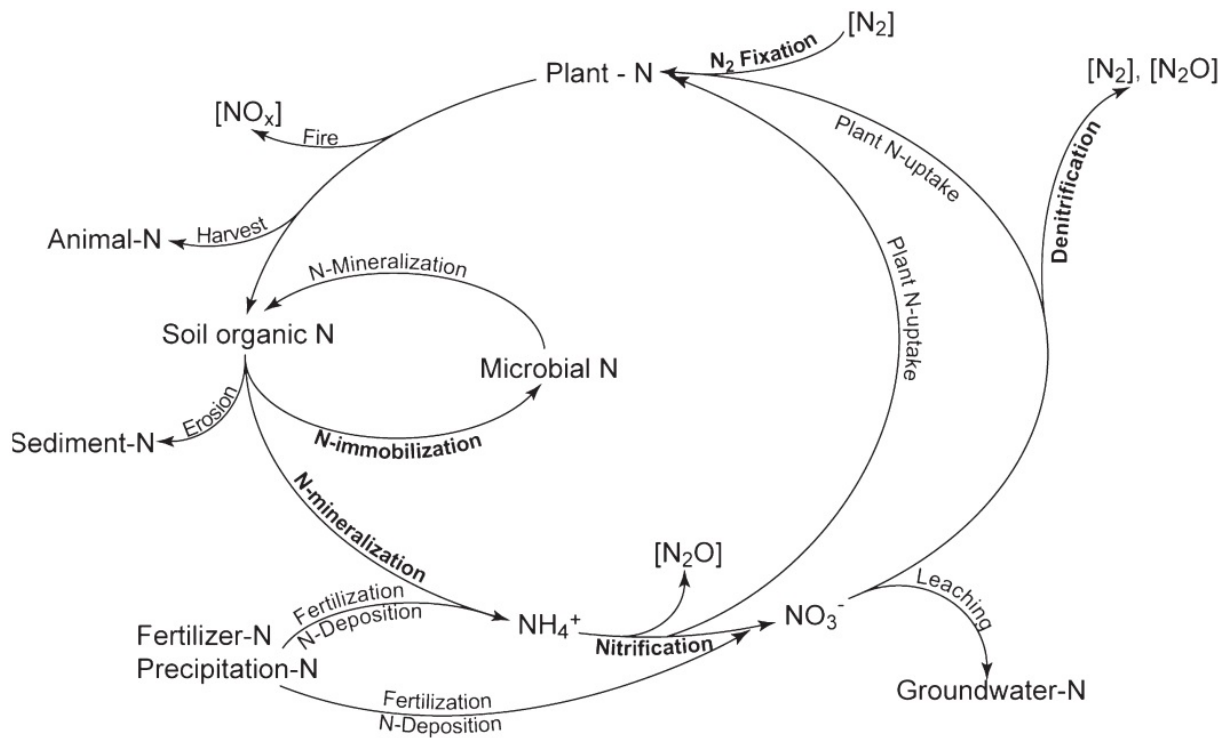 [N₂]
N₂ Fixation
Plant - N
[N₂], [N₂O]
[NOₓ]
Fire
Plant N-uptake
Denitrification
Harvest
Animal-N
N-Mineralization
Plant N-uptake
Soil organic N
Microbial N
Erosion
Sediment-N
N-immobilization
N-mineralization
[N₂O]
Fertilization
N-Deposition
NH₄⁺
Nitrification
NO₃⁻
Leaching
Fertilizer-N
Precipitation-N
Fertilization
N-Deposition
Groundwater-N